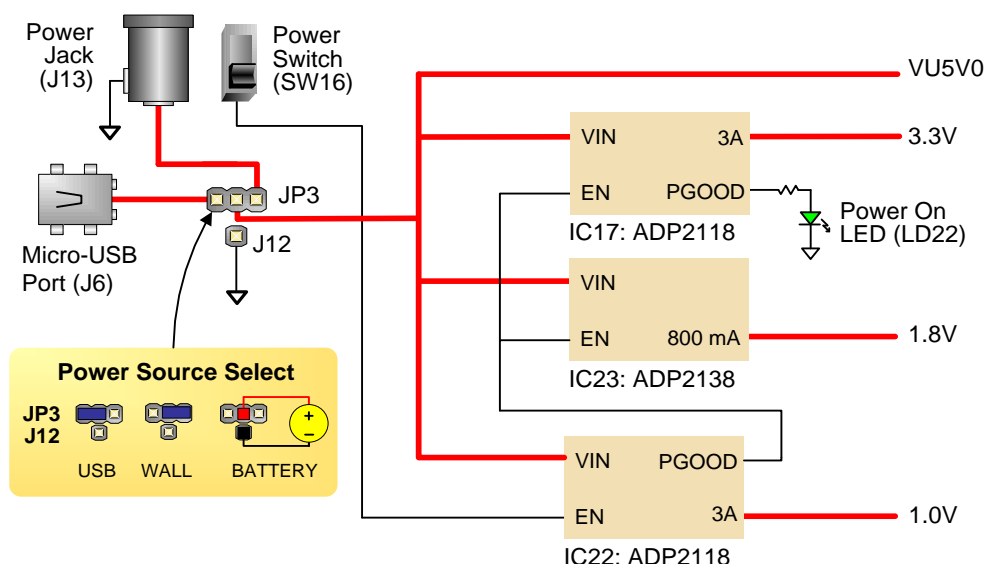 Power
Jack
(J13)
Power
Switch
(SW16)
VU5V0
VIN
3A
3.3V
EN
PGOOD
IC17: ADP2118
Power On
LED (LD22)
JP3
J12
Micro-USB
Port (J6)
VIN
EN
800 mA
1.8V
IC23: ADP2138
Power Source Select
JP3
J12
+
–
USB
WALL
BATTERY
VIN
PGOOD
EN
3A
1.0V
IC22: ADP2118